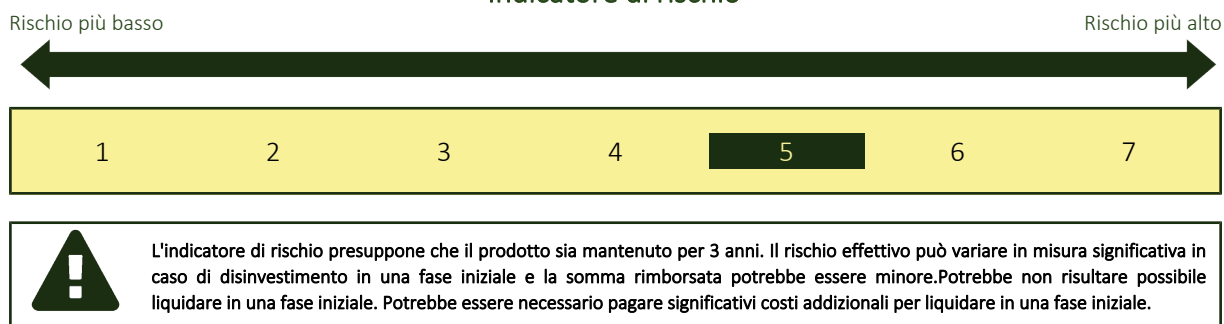 Indicatore di rischio
Rischio più basso
Rischio più alto
1 2 3 4 5 6 7
L'indicatore di rischio presuppone che il prodotto sia mantenuto per 3 anni. Il rischio effettivo può variare in misura significativa in
caso di disinvestimento in una fase iniziale e la somma rimborsata potrebbe essere minore.Potrebbe non risultare possibile
liquidare in una fase iniziale. Potrebbe essere necessario pagare significativi costi addizionali per liquidare in una fase iniziale.